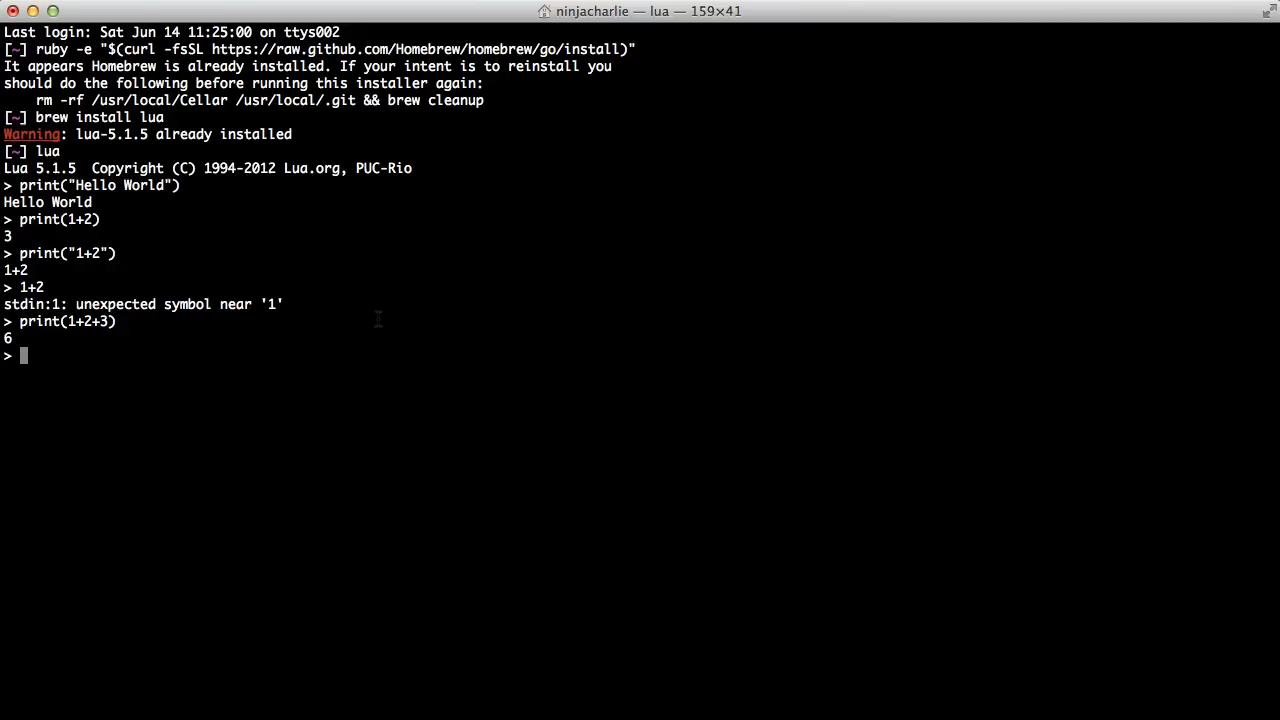 ninjacharlie — lua — 159×41
Last login: Sat Jun 14 11:25:00 on ttys002
[~] ruby -e "$(curl -fsSL https://raw.github.com/Homebrew/homebrew/go/install)"
It appears Homebrew is already installed. If your intent is to reinstall you
should do the following before running this installer again:
    rm -rf /usr/local/Cellar /usr/local/.git && brew cleanup
[~] brew install lua
Warning: lua-5.1.5 already installed
[~] lua
Lua 5.1.5  Copyright (C) 1994-2012 Lua.org, PUC-Rio
> print("Hello World")
Hello World
> print(1+2)
3
> print("1+2")
1+2
> 1+2
stdin:1: unexpected symbol near '1'
> print(1+2+3)
6
>